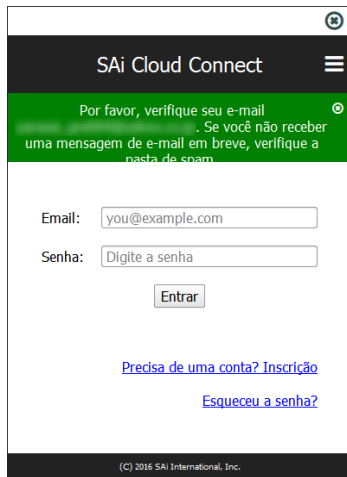 SAi Cloud Connect
Por favor, verifique seu e-mail
. Se você não receber
uma mensagem de e-mail em breve, verifique a
pasta de spam
Email:
you@example.com
Senha:
Digite a senha
Entrar
Precisa de uma conta? Inscrição
Esqueceu a senha?
(C) 2016 SAi International, Inc.